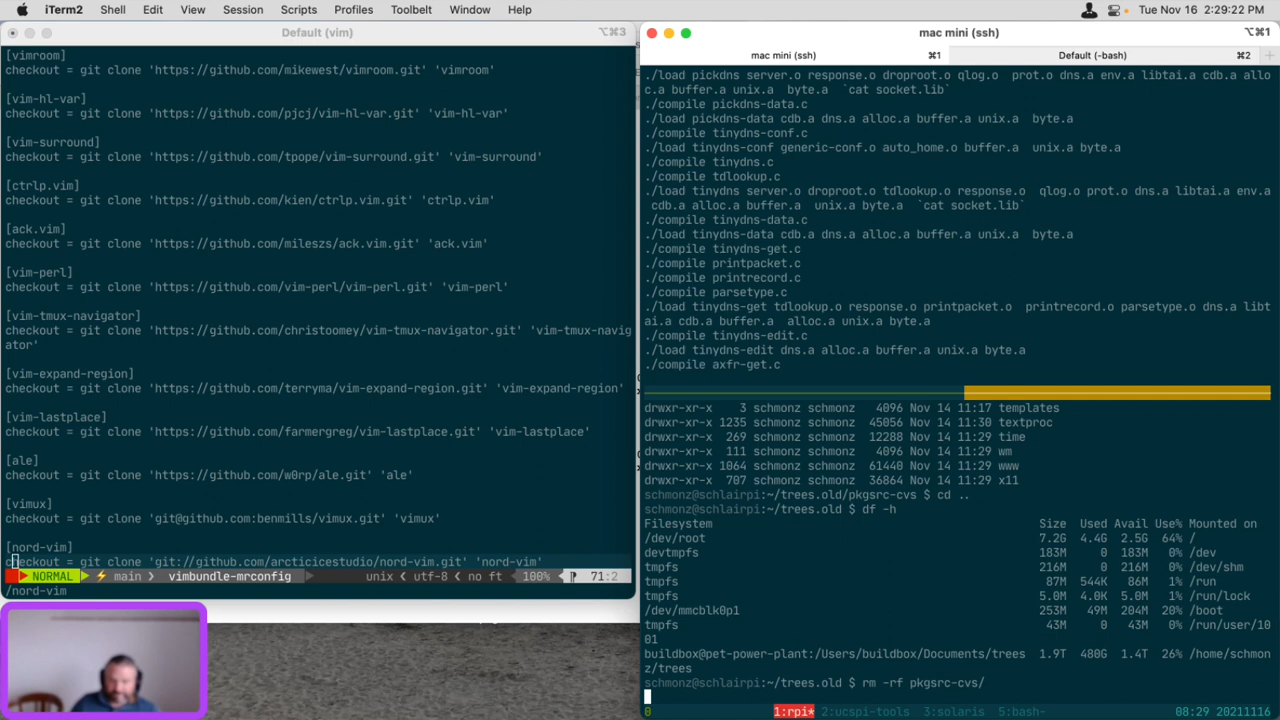 iTerm2 Shell Edit View Session Scripts Profiles Toolbelt Window Help Tue Nov 16 2:29:22 PM
Default (vim) ⌥⌘3
[vimroom]
checkout = git clone 'https://github.com/mikewest/vimroom.git' 'vimroom'
[vim-hl-var]
checkout = git clone 'https://github.com/pjcj/vim-hl-var.git' 'vim-hl-var'
[vim-surround]
checkout = git clone 'https://github.com/tpope/vim-surround.git' 'vim-surround'
[ctrlp.vim]
checkout = git clone 'https://github.com/kien/ctrlp.vim.git' 'ctrlp.vim'
[ack.vim]
checkout = git clone 'https://github.com/mileszs/ack.vim.git' 'ack.vim'
[vim-perl]
checkout = git clone 'https://github.com/vim-perl/vim-perl.git' 'vim-perl'
[vim-tmux-navigator]
checkout = git clone 'https://github.com/christoomey/vim-tmux-navigator.git' 'vim-tmux-navig
ator'
[vim-expand-region]
checkout = git clone 'https://github.com/terryma/vim-expand-region.git' 'vim-expand-region'
[vim-lastplace]
checkout = git clone 'https://github.com/farmergreg/vim-lastplace.git' 'vim-lastplace'
[ale]
checkout = git clone 'https://github.com/w0rp/ale.git' 'ale'
[vimux]
checkout = git clone 'git@github.com:benmills/vimux.git' 'vimux'
[nord-vim]
checkout = git clone 'git://github.com/arcticicestudio/nord-vim.git' 'nord-vim'
NORMAL main vimbundle-mrconfig unix utf-8 no ft 100% 71:2
/nord-vim
mac mini (ssh) ⌥⌘1
mac mini (ssh) ⌘1 Default (-bash) ⌘2 +
./load pickdns server.o response.o droproot.o qlog.o  prot.o dns.a env.a libtai.a cdb.a allo
c.a buffer.a unix.a  byte.a  `cat socket.lib`
./compile pickdns-data.c
./load pickdns-data cdb.a dns.a alloc.a buffer.a unix.a  byte.a
./compile tinydns-conf.c
./load tinydns-conf generic-conf.o auto_home.o buffer.a  unix.a byte.a
./compile tinydns.c
./compile tdlookup.c
./load tinydns server.o droproot.o tdlookup.o response.o  qlog.o prot.o dns.a libtai.a env.a
 cdb.a alloc.a buffer.a  unix.a byte.a  `cat socket.lib`
./compile tinydns-data.c
./load tinydns-data cdb.a dns.a alloc.a buffer.a unix.a  byte.a
./compile tinydns-get.c
./compile printpacket.c
./compile printrecord.c
./compile parsetype.c
./load tinydns-get tdlookup.o response.o printpacket.o  printrecord.o parsetype.o dns.a libt
ai.a cdb.a buffer.a  alloc.a unix.a byte.a
./compile tinydns-edit.c
./load tinydns-edit dns.a alloc.a buffer.a unix.a byte.a
./compile axfr-get.c
drwxr-xr-x    3 schmonz schmonz  4096 Nov 14 11:17 templates
drwxr-xr-x 1235 schmonz schmonz 45056 Nov 14 11:30 textproc
drwxr-xr-x  269 schmonz schmonz 12288 Nov 14 11:29 time
drwxr-xr-x  111 schmonz schmonz  4096 Nov 14 11:29 wm
drwxr-xr-x 1064 schmonz schmonz 61440 Nov 14 11:29 www
drwxr-xr-x  707 schmonz schmonz 36864 Nov 14 11:29 x11
schmonz@schlairpi:~/trees.old/pkgsrc-cvs $ cd ..
schmonz@schlairpi:~/trees.old $ df -h
Filesystem Size Used Avail Use% Mounted on
/dev/root 7.2G 4.4G 2.5G 64% /
devtmpfs 183M 0 183M 0% /dev
tmpfs 216M 0 216M 0% /dev/shm
tmpfs 87M 544K 86M 1% /run
tmpfs 5.0M 4.0K 5.0M 1% /run/lock
/dev/mmcblk0p1 253M 49M 204M 20% /boot
tmpfs 43M 0 43M 0% /run/user/10
01
buildbox@pet-power-plant:/Users/buildbox/Documents/trees 1.9T 480G 1.4T 26% /home/schmon
z/trees
schmonz@schlairpi:~/trees.old $ rm -rf pkgsrc-cvs/
0 1:rpi* 2:ucspi-tools 3:solaris 5:bash- 08:29 20211116